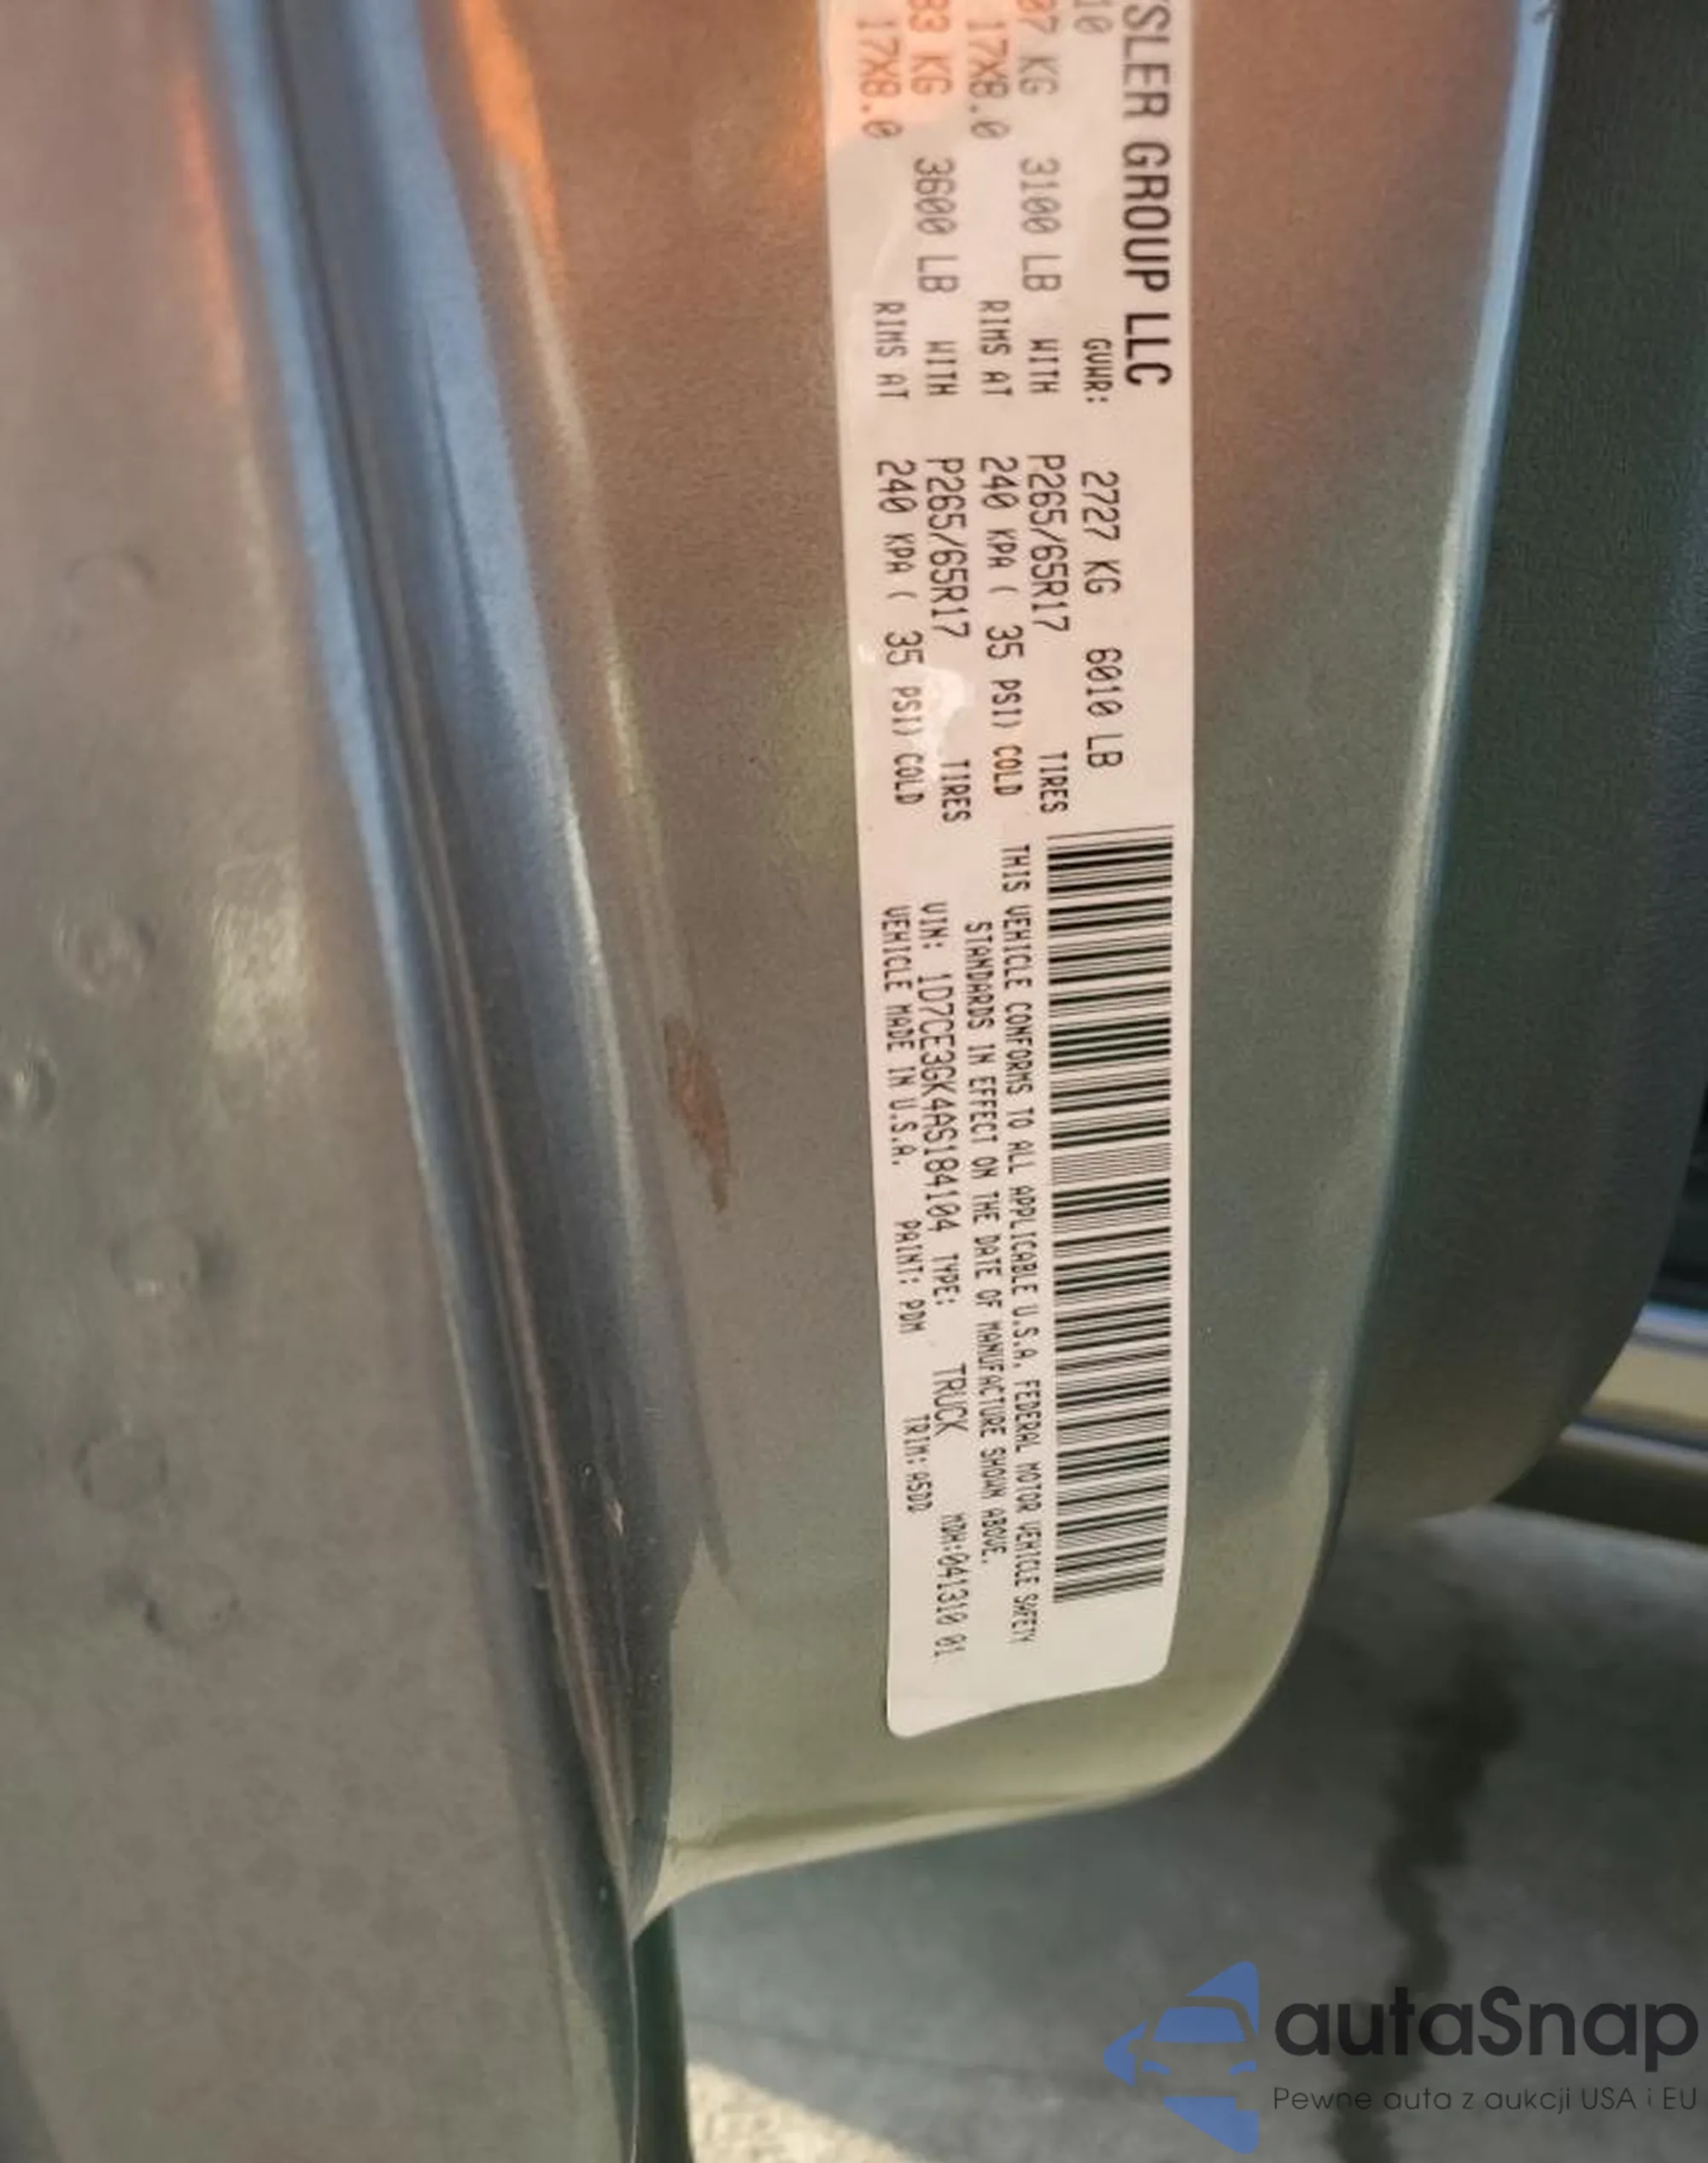 SLER GROUP LLC
10 GVWR: 2727 KG 6010 LB
07 KG 3100 LB WITH P265/65R17 TIRES
17X8.0 RIMS AT 240 KPA ( 35 PSI) COLD
83 KG 3600 LB WITH P265/65R17 TIRES
17X8.0 RIMS AT 240 KPA ( 35 PSI) COLD
THIS VEHICLE CONFORMS TO ALL APPLICABLE U.S.A. FEDERAL MOTOR VEHICLE SAFETY
STANDARDS IN EFFECT ON THE DATE OF MANUFACTURE SHOWN ABOVE.
VIN: 1D7CE3GK4AS184104 TYPE: TRUCK MDH:041310 01
VEHICLE MADE IN U.S.A. PAINT: PDM TRIM: A5DD
autaSnap
Pewne auta z aukcji USA i EU